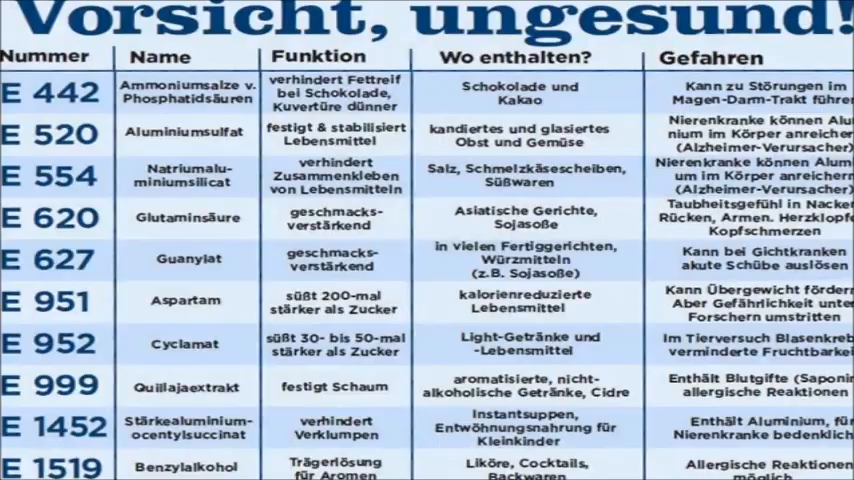 Vorsicht, ungesund!
Nummer Name Funktion Wo enthalten? Gefahren
E 442 Ammoniumsalze v. Phosphatidsäuren verhindert Fettreif bei Schokolade, Kuvertüre dünner Schokolade und Kakao Kann zu Störungen im Magen-Darm-Trakt führe
E 520 Aluminiumsulfat festigt & stabilisiert Lebensmittel kandiertes und glasiertes Obst und Gemüse Nierenkranke können Alu nium im Körper anreicher (Alzheimer-Verursacher)
E 554 Natriumalu- miniumsilicat verhindert Zusammenkleben von Lebensmitteln Salz, Schmelzkäsescheiben, Süßwaren Nierenkranke können Alum um im Körper anreichern (Alzheimer-Verursacher)
E 620 Glutaminsäure geschmacks- verstärkend Asiatische Gerichte, Sojasoße Taubheitsgefühl in Nacken Rücken, Armen. Herzklopfe Kopfschmerzen
E 627 Guanylat geschmacks- verstärkend in vielen Fertiggerichten, Würzmitteln (z.B. Sojasoße) Kann bei Gichtkranken akute Schübe auslösen
E 951 Aspartam süßt 200-mal stärker als Zucker kalorienreduzierte Lebensmittel Kann Übergewicht fördern Aber Gefährlichkeit unter Forschern umstritten
E 952 Cyclamat süßt 30- bis 50-mal stärker als Zucker Light-Getränke und -Lebensmittel Im Tierversuch Blasenkreb verminderte Fruchtbarkei
E 999 Quillajaextrakt festigt Schaum aromatisierte, nicht- alkoholische Getränke, Cidre Enthält Blutgifte (Saponin allergische Reaktionen
E 1452 Stärkealuminium- ocentylsuccinat verhindert Verklumpen Instantsuppen, Entwöhnungsnahrung für Kleinkinder Enthält Aluminium, für Nierenkranke bedenklich
E 1519 Benzylalkohol Trägerlösung für Aromen Liköre, Cocktails, Backwaren Allergische Reaktionen möglich